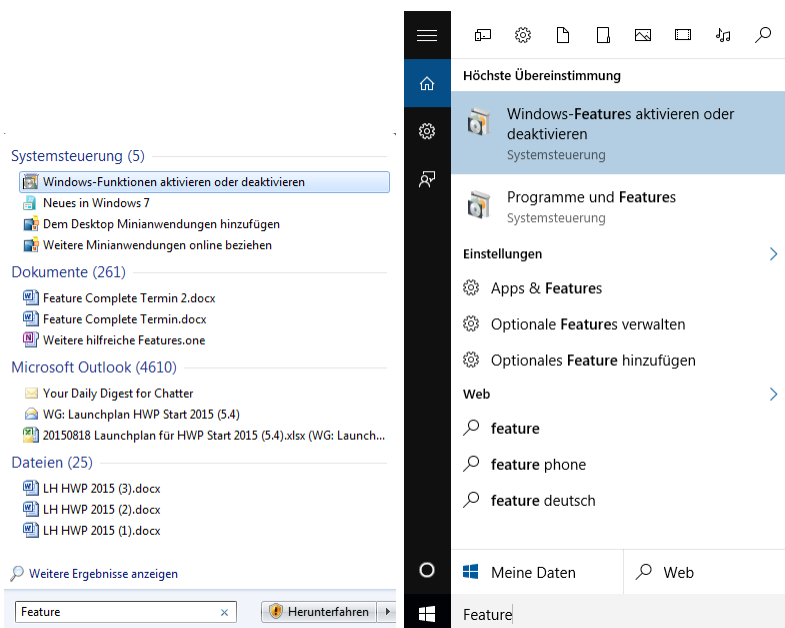 Systemsteuerung (5)
Windows-Funktionen aktivieren oder deaktivieren
Neues in Windows 7
Dem Desktop Minianwendungen hinzufügen
Weitere Minianwendungen online beziehen
Dokumente (261)
Feature Complete Termin 2.docx
Feature Complete Termin.docx
Weitere hilfreiche Features.one
Microsoft Outlook (4610)
Your Daily Digest for Chatter
WG: Launchplan HWP Start 2015 (5.4)
20150818 Launchplan für HWP Start 2015 (5.4).xlsx (WG: Launch...
Dateien (25)
LH HWP 2015 (3).docx
LH HWP 2015 (2).docx
LH HWP 2015 (1).docx
Weitere Ergebnisse anzeigen
Feature
Herunterfahren
Höchste Übereinstimmung
Windows-Features aktivieren oder
deaktivieren
Systemsteuerung
Programme und Features
Systemsteuerung
Einstellungen
Apps & Features
Optionale Features verwalten
Optionales Feature hinzufügen
Web
feature
feature phone
feature deutsch
Meine Daten
Web
Feature